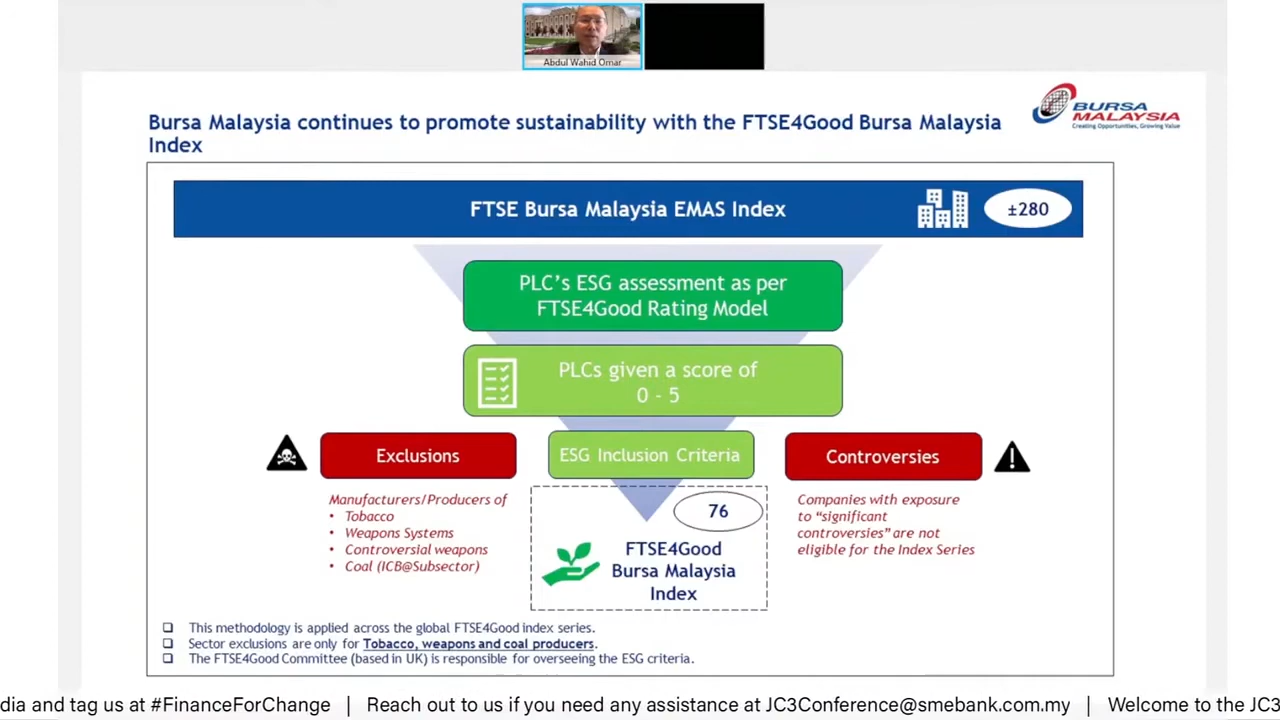 Abdul Wahid Omar
BURSA
MALAYSIA
Creating Opportunities, Growing Value
Bursa Malaysia continues to promote sustainability with the FTSE4Good Bursa Malaysia
Index
FTSE Bursa Malaysia EMAS Index
±280
PLC's ESG assessment as per
FTSE4Good Rating Model
PLCs given a score of
0 - 5
Exclusions
ESG Inclusion Criteria
Controversies
Manufacturers/Producers of
• Tobacco
• Weapons Systems
• Controversial weapons
• Coal (ICB@Subsector)
76
FTSE4Good
Bursa Malaysia
Index
Companies with exposure
to "significant
controversies" are not
eligible for the Index Series
❑ This methodology is applied across the global FTSE4Good index series.
❑ Sector exclusions are only for Tobacco, weapons and coal producers.
❑ The FTSE4Good Committee (based in UK) is responsible for overseeing the ESG criteria.
dia and tag us at #FinanceForChange | Reach out to us if you need any assistance at JC3Conference@smebank.com.my | Welcome to the JC3